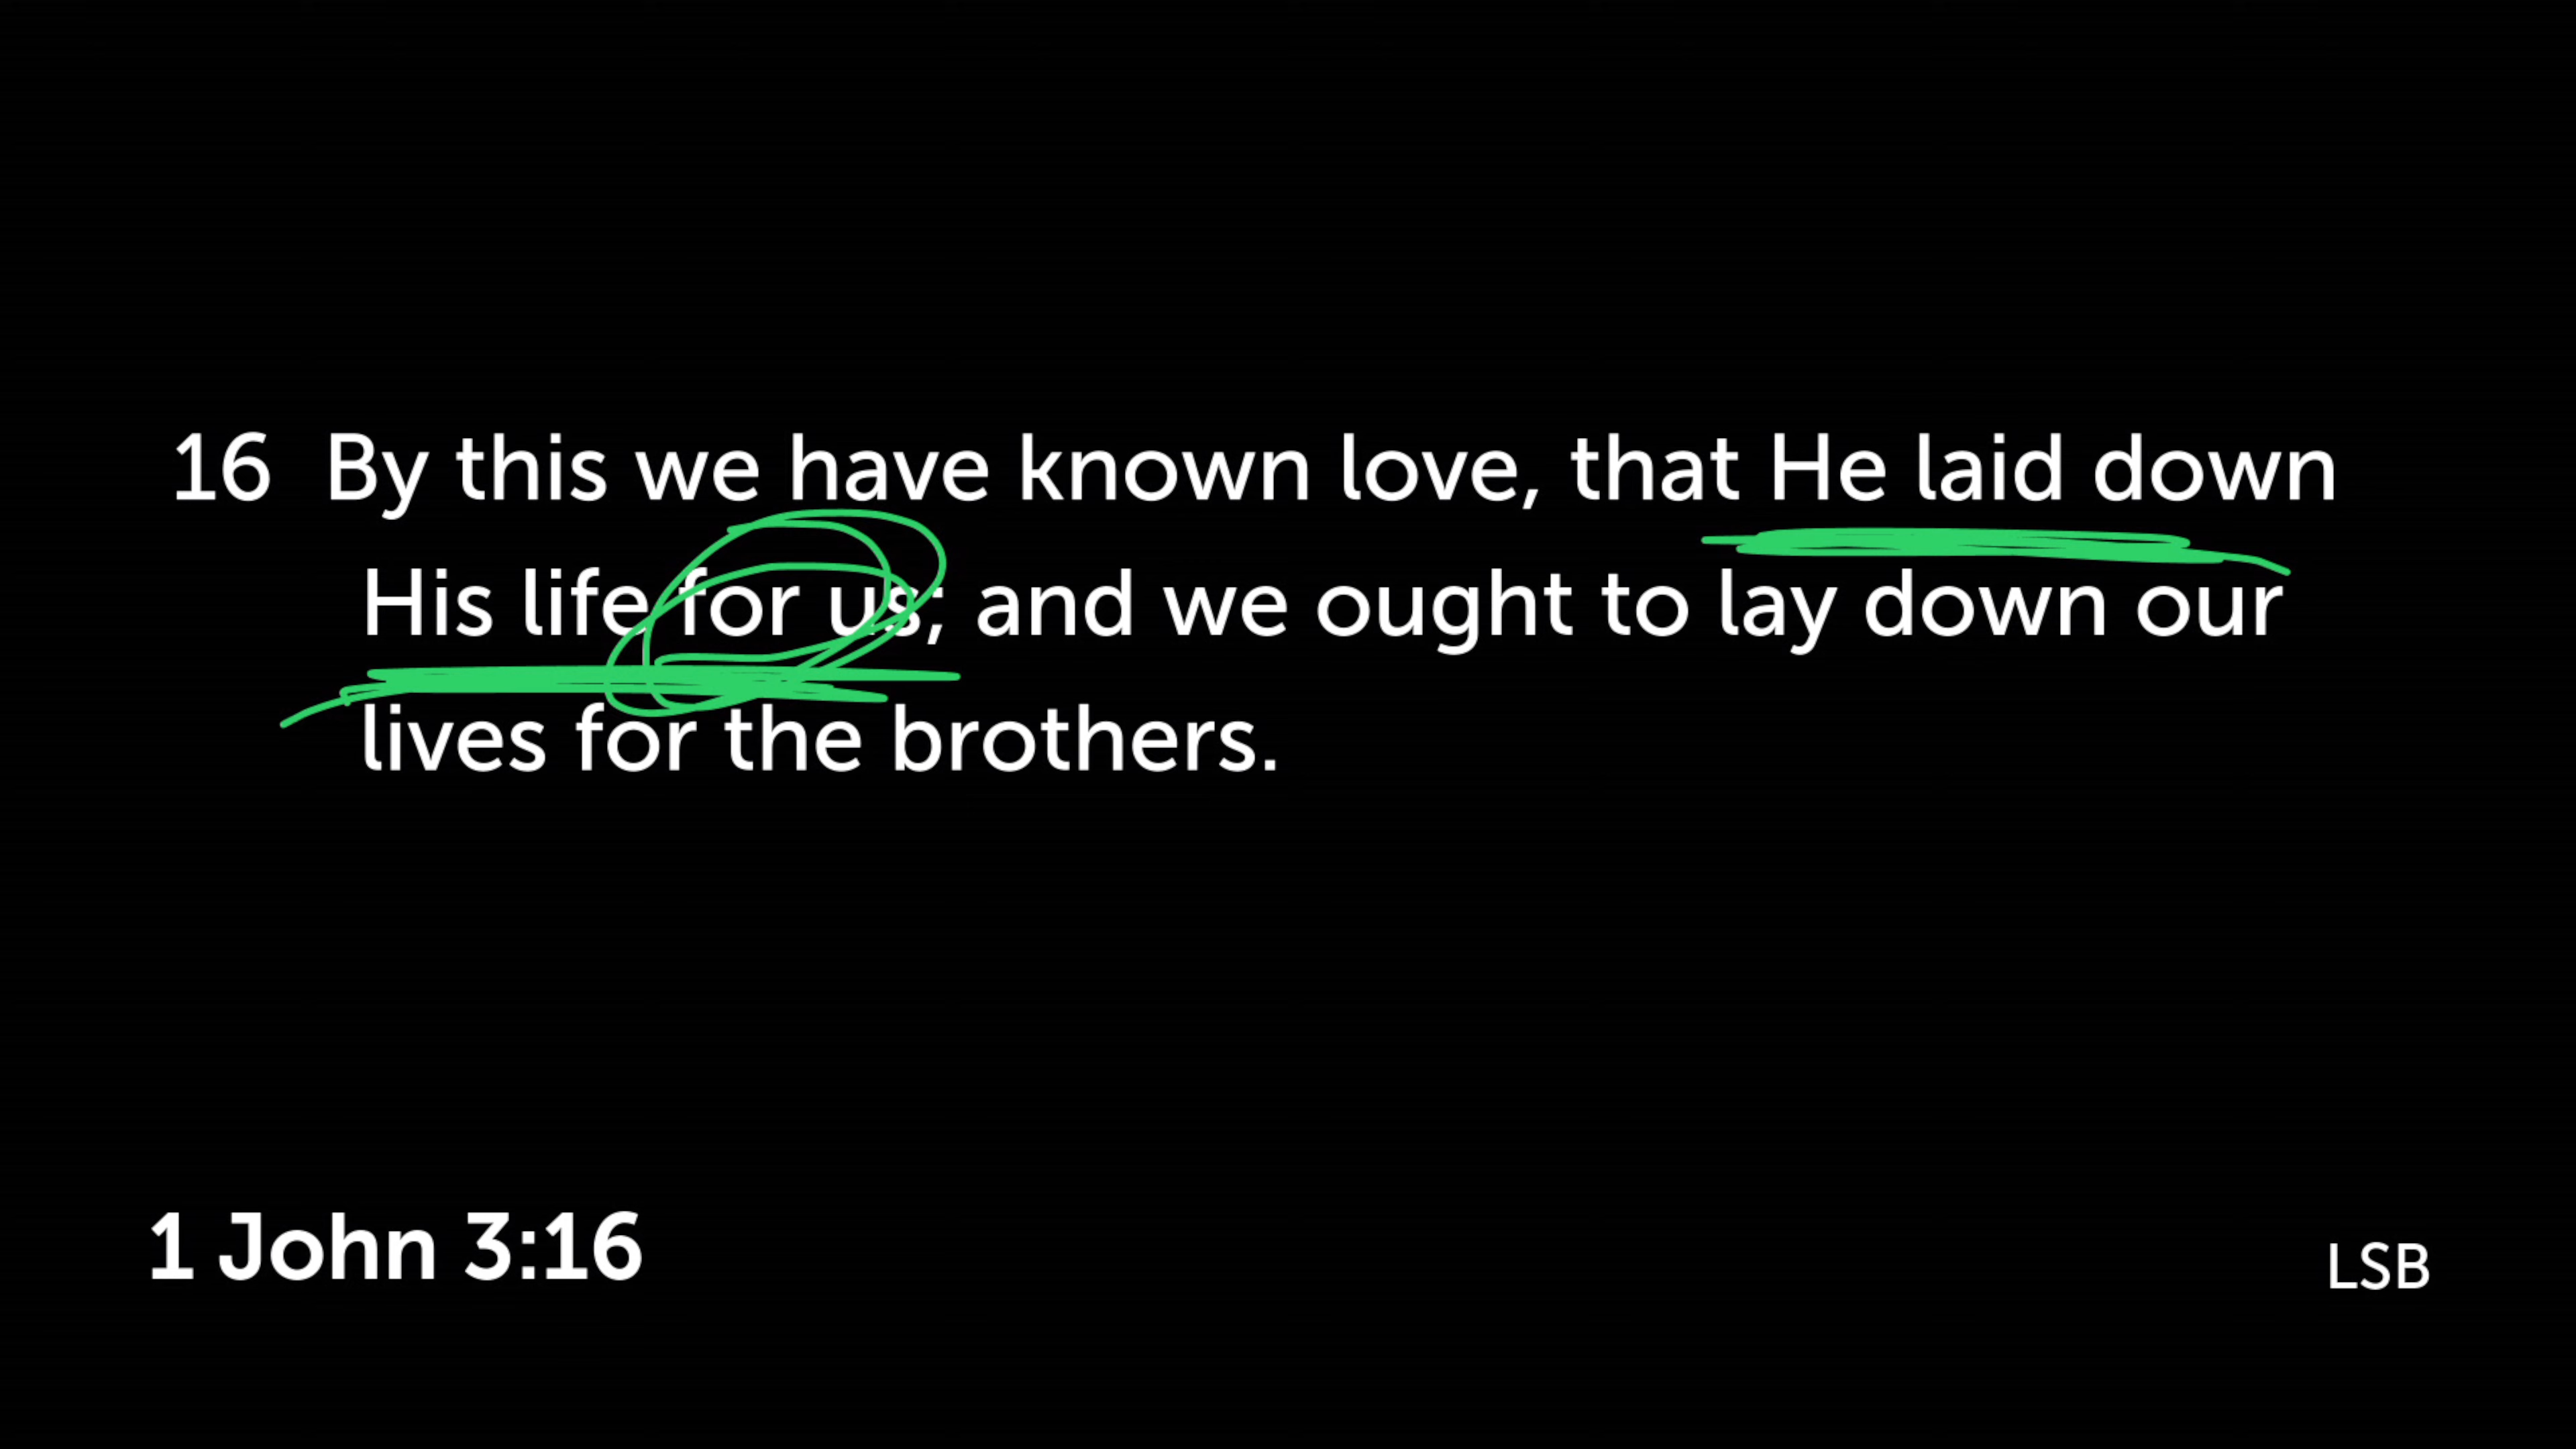 16 By this we have known love, that He laid down
His life for us; and we ought to lay down our
lives for the brothers.
1 John 3:16
LSB